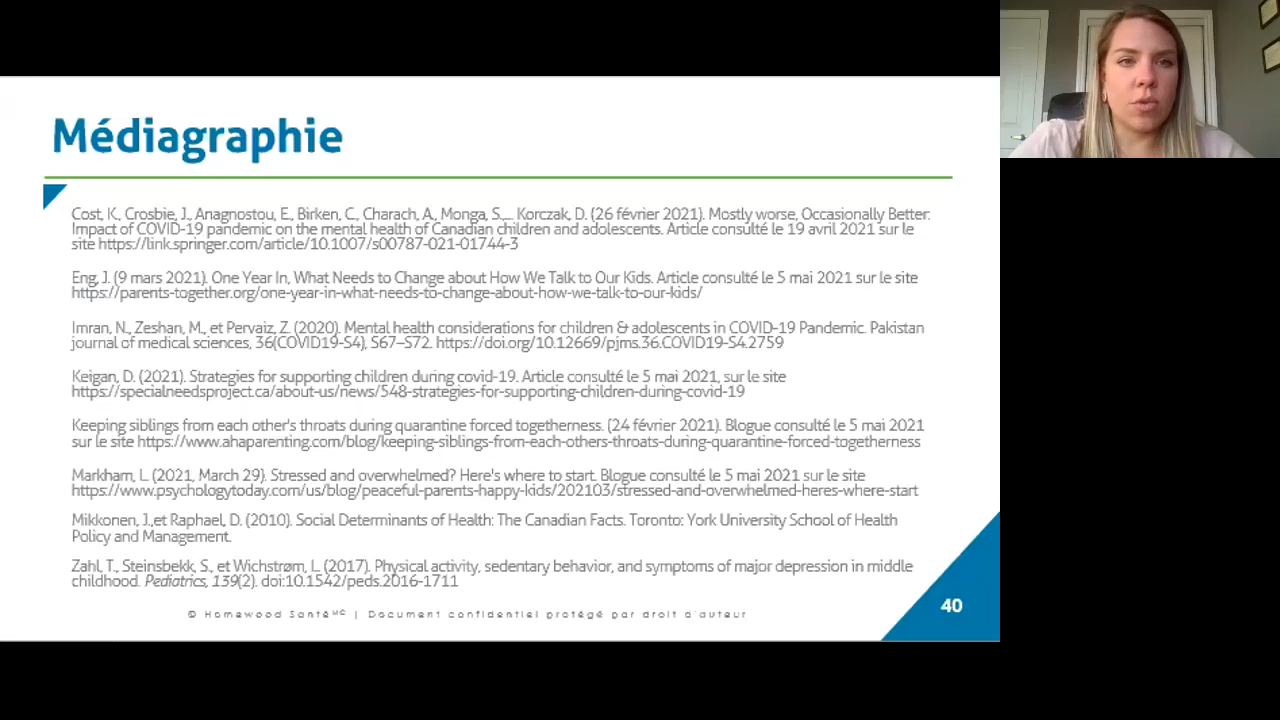 Médiagraphie
Cost, K., Crosbie, J., Anagnostou, E., Birken, C., Charach, A., Monga, S.,... Korczak, D. (26 février 2021). Mostly worse, Occasionally Better:
Impact of COVID-19 pandemic on the mental health of Canadian children and adolescents. Article consulté le 19 avril 2021 sur le
site https://link.springer.com/article/10.1007/s00787-021-01744-3
Eng, J. (9 mars 2021). One Year In, What Needs to Change about How We Talk to Our Kids. Article consulté le 5 mai 2021 sur le site
https://parents-together.org/one-year-in-what-needs-to-change-about-how-we-talk-to-our-kids/
Imran, N., Zeshan, M., et Pervaiz, Z. (2020). Mental health considerations for children & adolescents in COVID-19 Pandemic. Pakistan
journal of medical sciences, 36(COVID19-S4), S67–S72. https://doi.org/10.12669/pjms.36.COVID19-S4.2759
Keigan, D. (2021). Strategies for supporting children during covid-19. Article consulté le 5 mai 2021, sur le site
https://specialneedsproject.ca/about-us/news/548-strategies-for-supporting-children-during-covid-19
Keeping siblings from each other's throats during quarantine forced togetherness. (24 février 2021). Blogue consulté le 5 mai 2021
sur le site https://www.ahaparenting.com/blog/keeping-siblings-from-each-others-throats-during-quarantine-forced-togetherness
Markham, L. (2021, March 29). Stressed and overwhelmed? Here's where to start. Blogue consulté le 5 mai 2021 sur le site
https://www.psychologytoday.com/us/blog/peaceful-parents-happy-kids/202103/stressed-and-overwhelmed-heres-where-start
Mikkonen, J.,et Raphael, D. (2010). Social Determinants of Health: The Canadian Facts. Toronto: York University School of Health
Policy and Management.
Zahl, T., Steinsbekk, S., et Wichstrøm, L. (2017). Physical activity, sedentary behavior, and symptoms of major depression in middle
childhood. Pediatrics, 139(2). doi:10.1542/peds.2016-1711
© Homewood Santé MC | Document confidentiel protégé par droit d'auteur
40